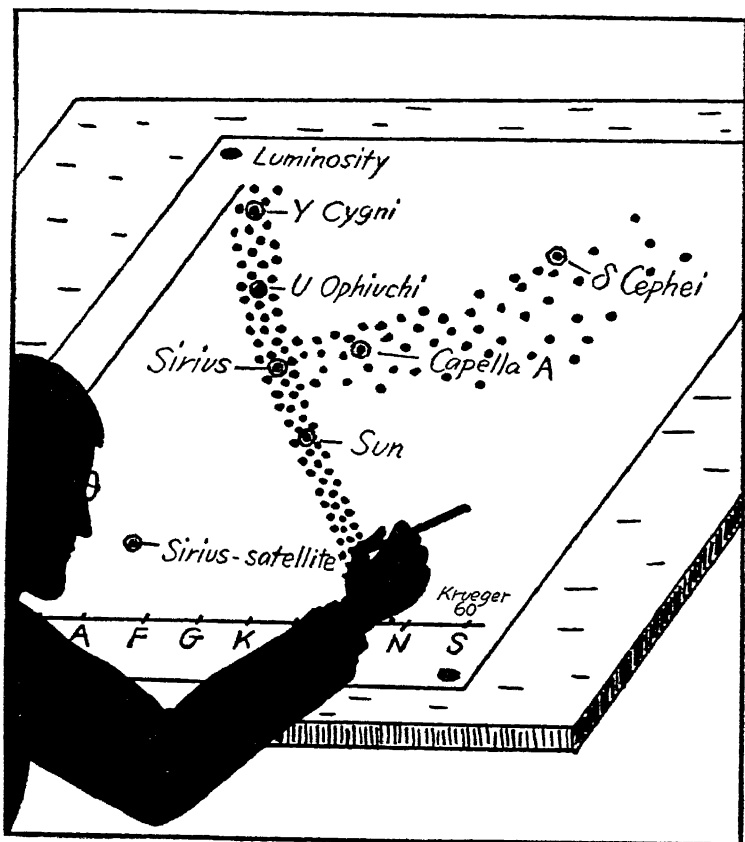 Luminosity
Y Cygni
U Ophiuchi
δ Cephei
Sirius
Capella A
Sun
Sirius-satellite
Krueger
60
A F G K N S